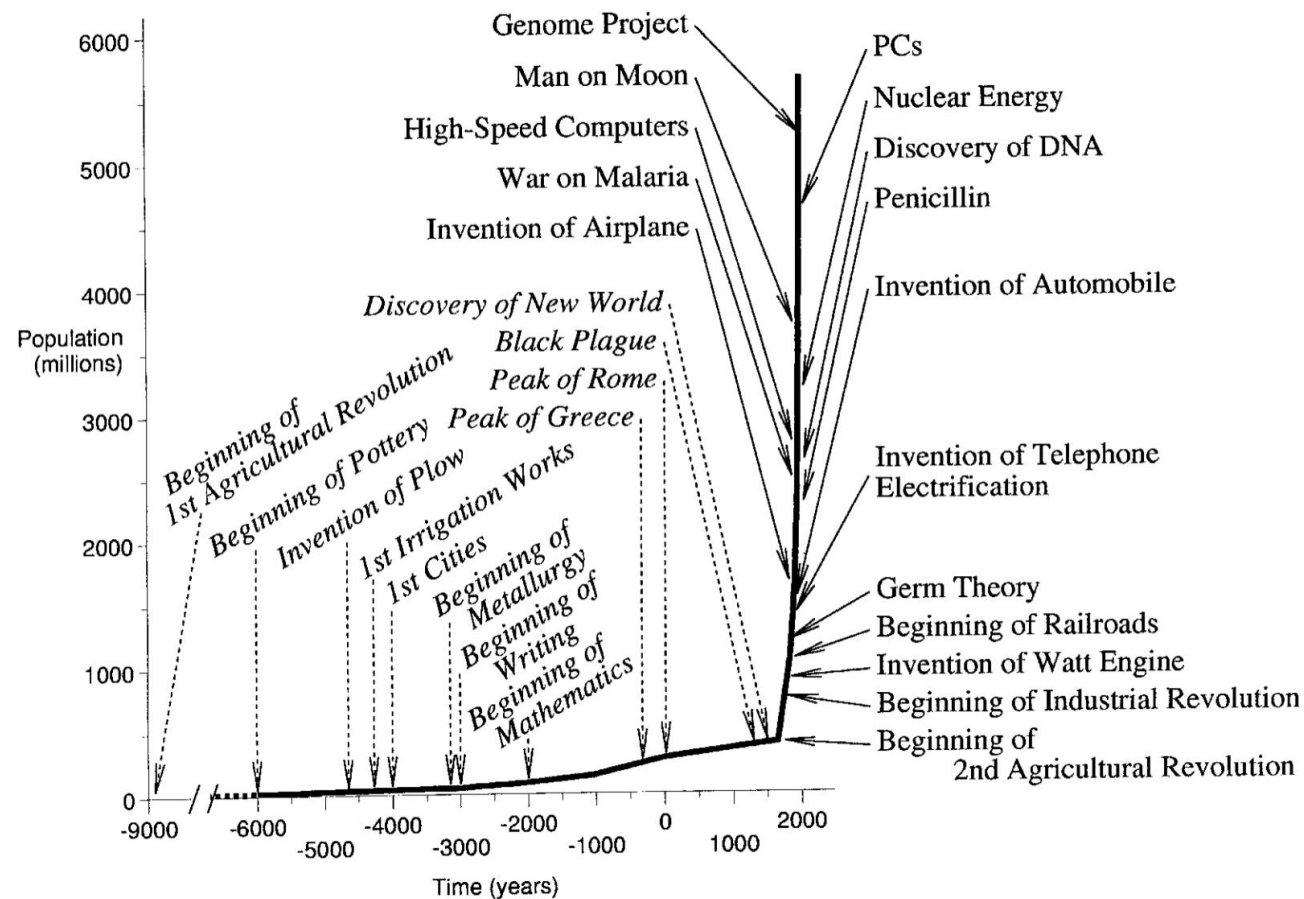 Genome Project
Man on Moon
High-Speed Computers
War on Malaria
Invention of Airplane
Discovery of New World
Black Plague
Peak of Rome
Peak of Greece
PCs
Nuclear Energy
Discovery of DNA
Penicillin
Invention of Automobile
Invention of Telephone
Electrification
Germ Theory
Beginning of Railroads
Invention of Watt Engine
Beginning of Industrial Revolution
Beginning of
2nd Agricultural Revolution
Beginning of
1st Agricultural Revolution
Beginning of Pottery
Invention of Plow
1st Irrigation Works
1st Cities
Beginning of
Metallurgy
Beginning of
Writing
Beginning of
Mathematics
6000
5000
4000
Population
(millions)
3000
2000
1000
0
-9000
-6000
-5000
-4000
-3000
-2000
-1000
0
1000
2000
Time (years)